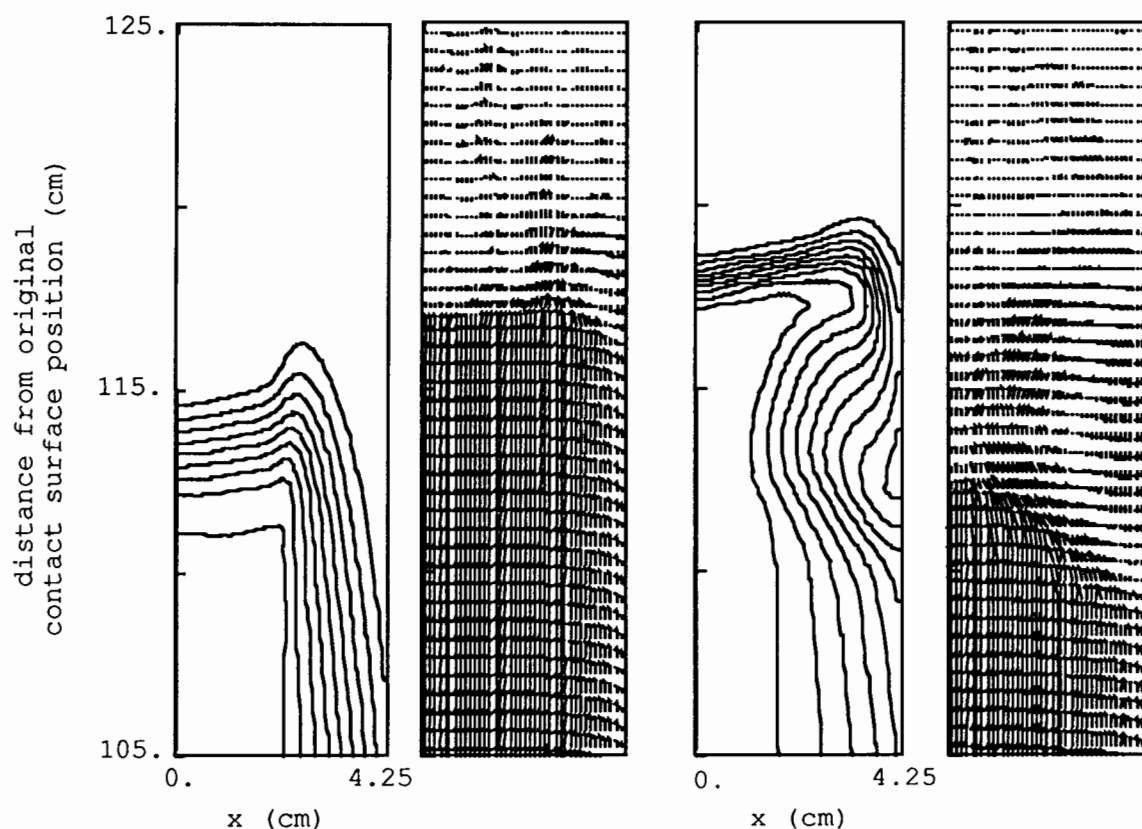 125.
115.
105.
distance from original
contact surface position (cm)
0. 4.25
x (cm)
0. 4.25
x (cm)